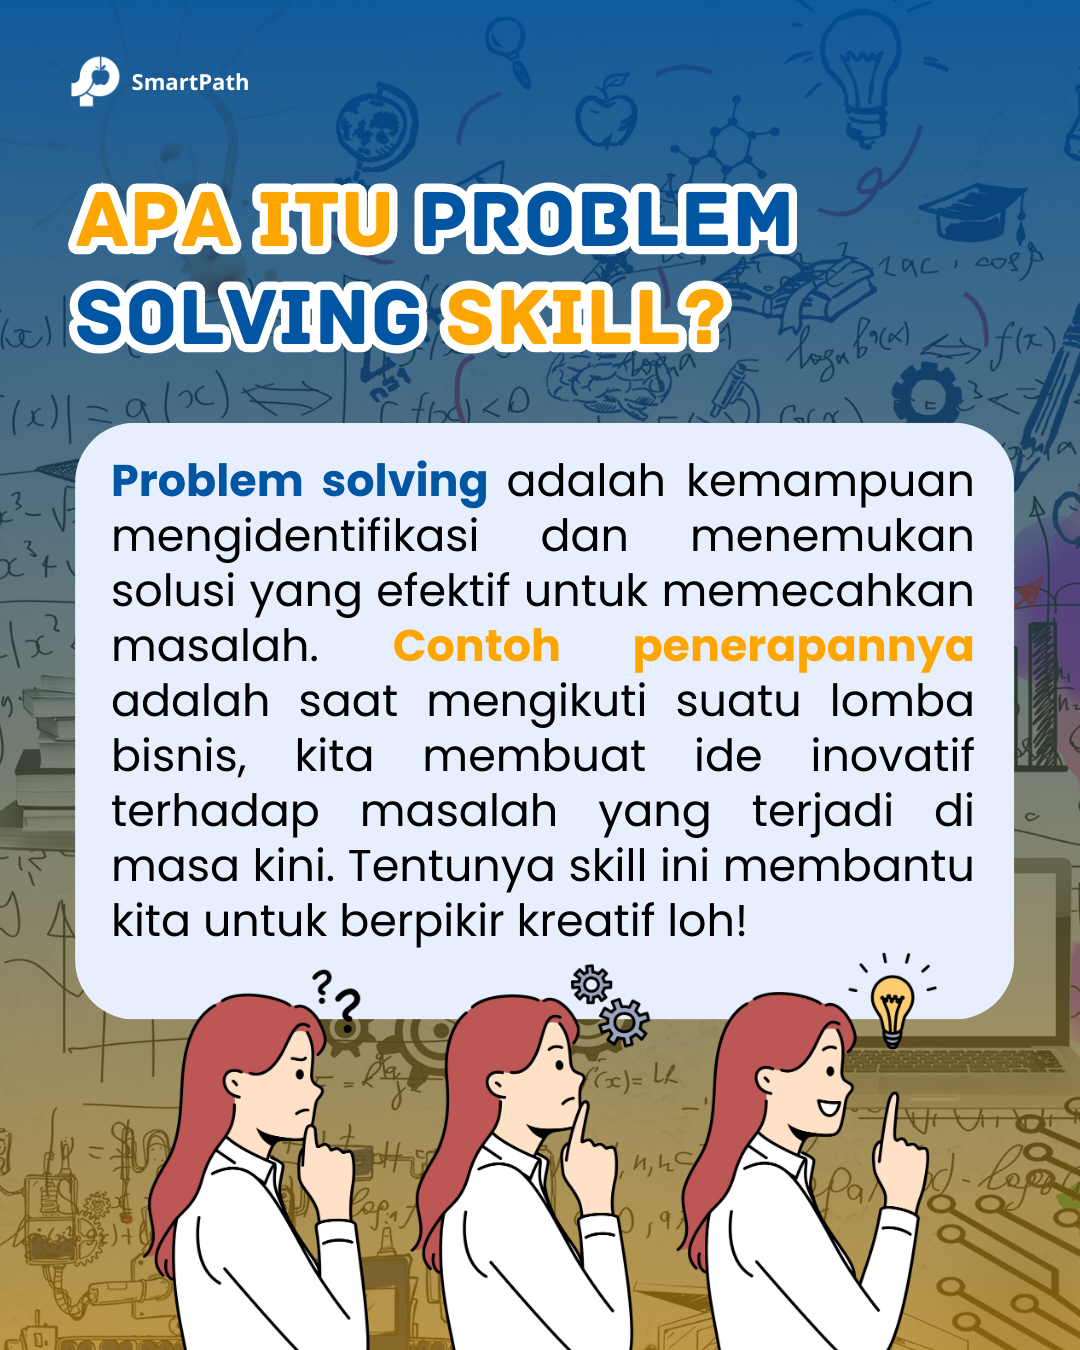 SmartPath
APA ITU PROBLEM
SOLVING SKILL?
Problem solving adalah kemampuan
mengidentifikasi dan menemukan
solusi yang efektif untuk memecahkan
masalah. Contoh penerapannya
adalah saat mengikuti suatu lomba
bisnis, kita membuat ide inovatif
terhadap masalah yang terjadi di
masa kini. Tentunya skill ini membantu
kita untuk berpikir kreatif loh!
??